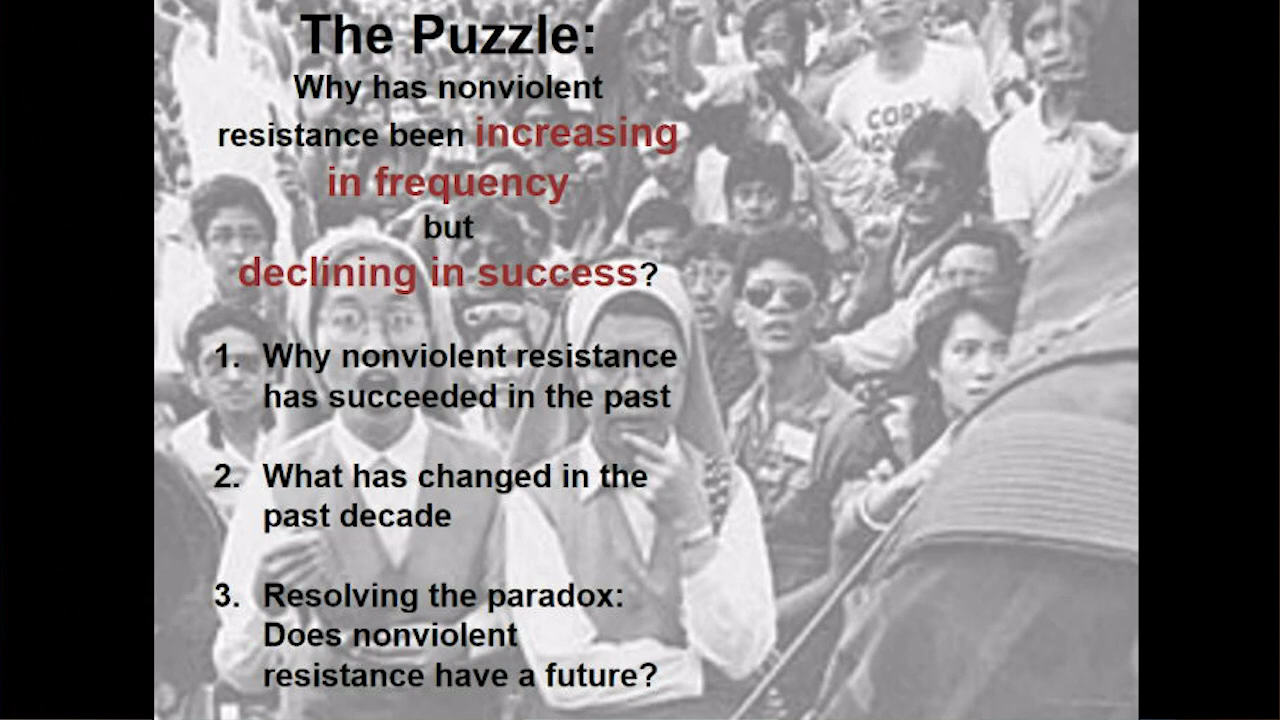 The Puzzle:
Why has nonviolent
resistance been increasing
in frequency
but
declining in success?
CORY
1. Why nonviolent resistance
has succeeded in the past
2. What has changed in the
past decade
3. Resolving the paradox:
Does nonviolent
resistance have a future?